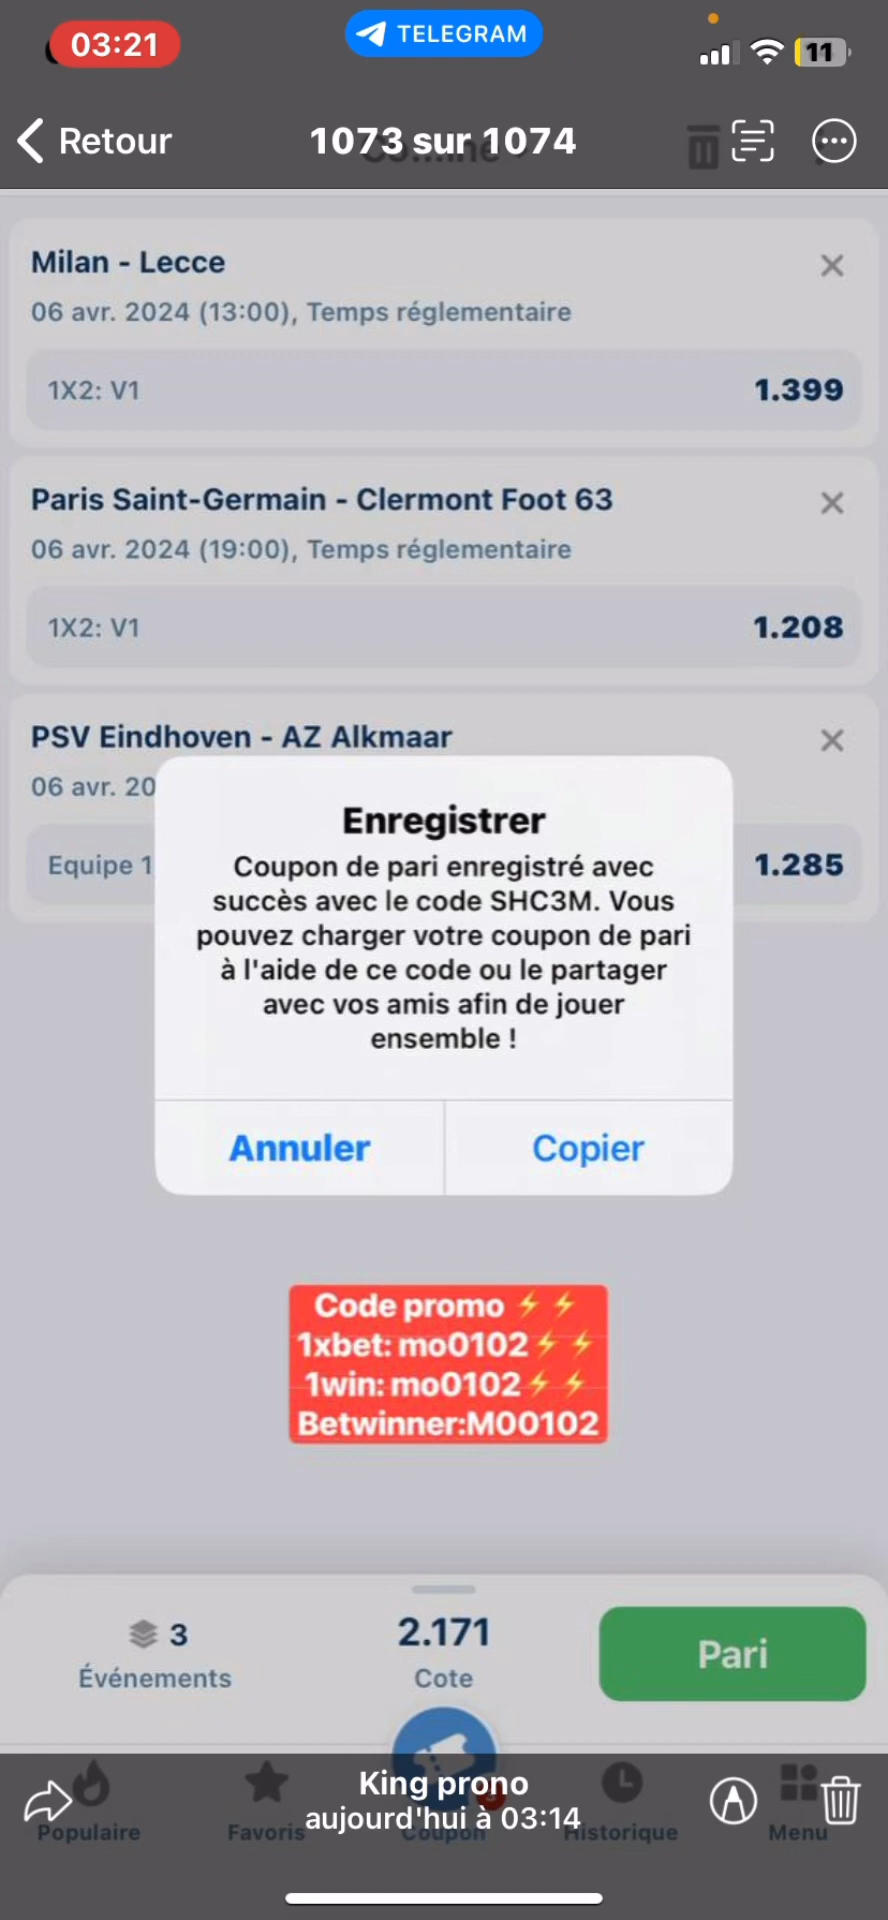 03:21
TELEGRAM
11
Retour
1073 sur 1074
Milan - Lecce
06 avr. 2024 (13:00), Temps réglementaire
1X2: V1
1.399
Paris Saint-Germain - Clermont Foot 63
06 avr. 2024 (19:00), Temps réglementaire
1X2: V1
1.208
PSV Eindhoven - AZ Alkmaar
06 avr. 20
Equipe 1
1.285
Enregistrer
Coupon de pari enregistré avec
succès avec le code SHC3M. Vous
pouvez charger votre coupon de pari
à l'aide de ce code ou le partager
avec vos amis afin de jouer
ensemble !
Annuler
Copier
Code promo ⚡⚡
1xbet: mo0102⚡⚡
1win: mo0102⚡⚡
Betwinner:M00102
3
Événements
2.171
Cote
Pari
King prono
aujourd'hui à 03:14
Populaire
Favoris
Coupon
Historique
Menu